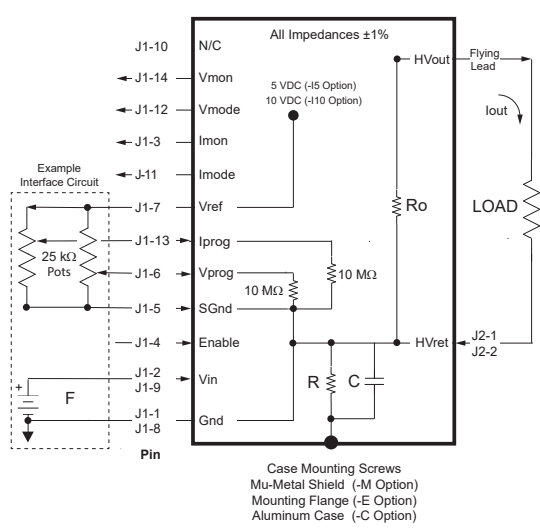 All Impedances ±1%
J1-10 N/C
HVout
Flying
Lead
J1-14 Vmon
5 VDC (-I5 Option)
10 VDC (-I10 Option)
J1-12 Vmode
Iout
J1-3 Imon
J-11 Imode
Example
Interface Circuit
J1-7 Vref
Ro
LOAD
J1-13 Iprog
25 kΩ
Pots
J1-6 Vprog
10 MΩ
10 MΩ
J1-5 SGnd
J1-4 Enable
HVret
J2-1
J2-2
J1-2
J1-9
Vin
R
C
+
F
J1-1
J1-8
Gnd
Pin
Case Mounting Screws
Mu-Metal Shield (-M Option)
Mounting Flange (-E Option)
Aluminum Case (-C Option)